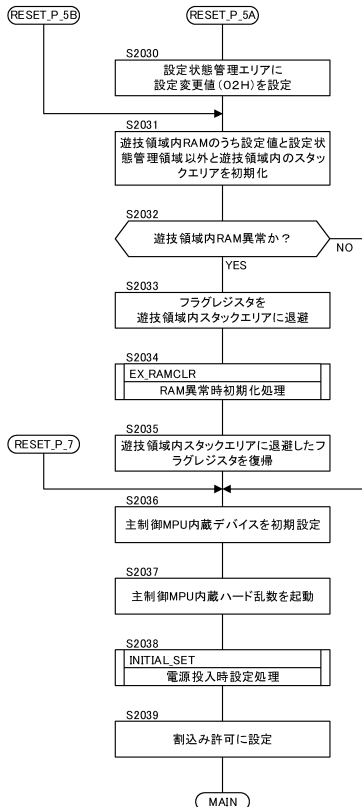 RESET_P_5B
RESET_P_5A
S2030
設定状態管理エリアに
設定変更値(02H)を設定
S2031
遊技領域内RAMのうち設定値と設定状
態管理領域以外と遊技領域内のスタッ
クエリアを初期化
S2032
遊技領域内RAM異常か？
NO
YES
S2033
フラグレジスタを
遊技領域内スタックエリアに退避
S2034
EX_RAMCLR
RAM異常時初期化処理
S2035
RESET_P_7
遊技領域内スタックエリアに退避したフ
ラグレジスタを復帰
S2036
主制御MPU内蔵デバイスを初期設定
S2037
主制御MPU内蔵ハード乱数を起動
S2038
INITIAL_SET
電源投入時設定処理
S2039
割込み許可に設定
MAIN